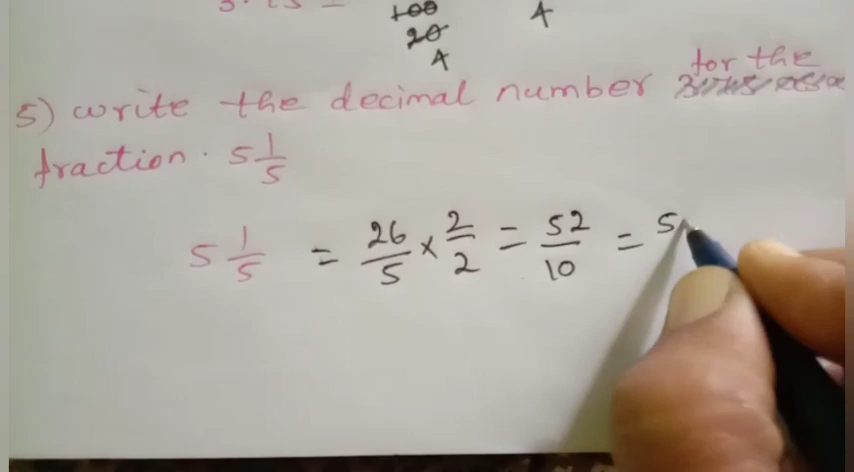 100 4
20
4
5) write the decimal number for the
fraction. 5 1/5
5 1/5 = 26/5 × 2/2 = 52/10 = 5